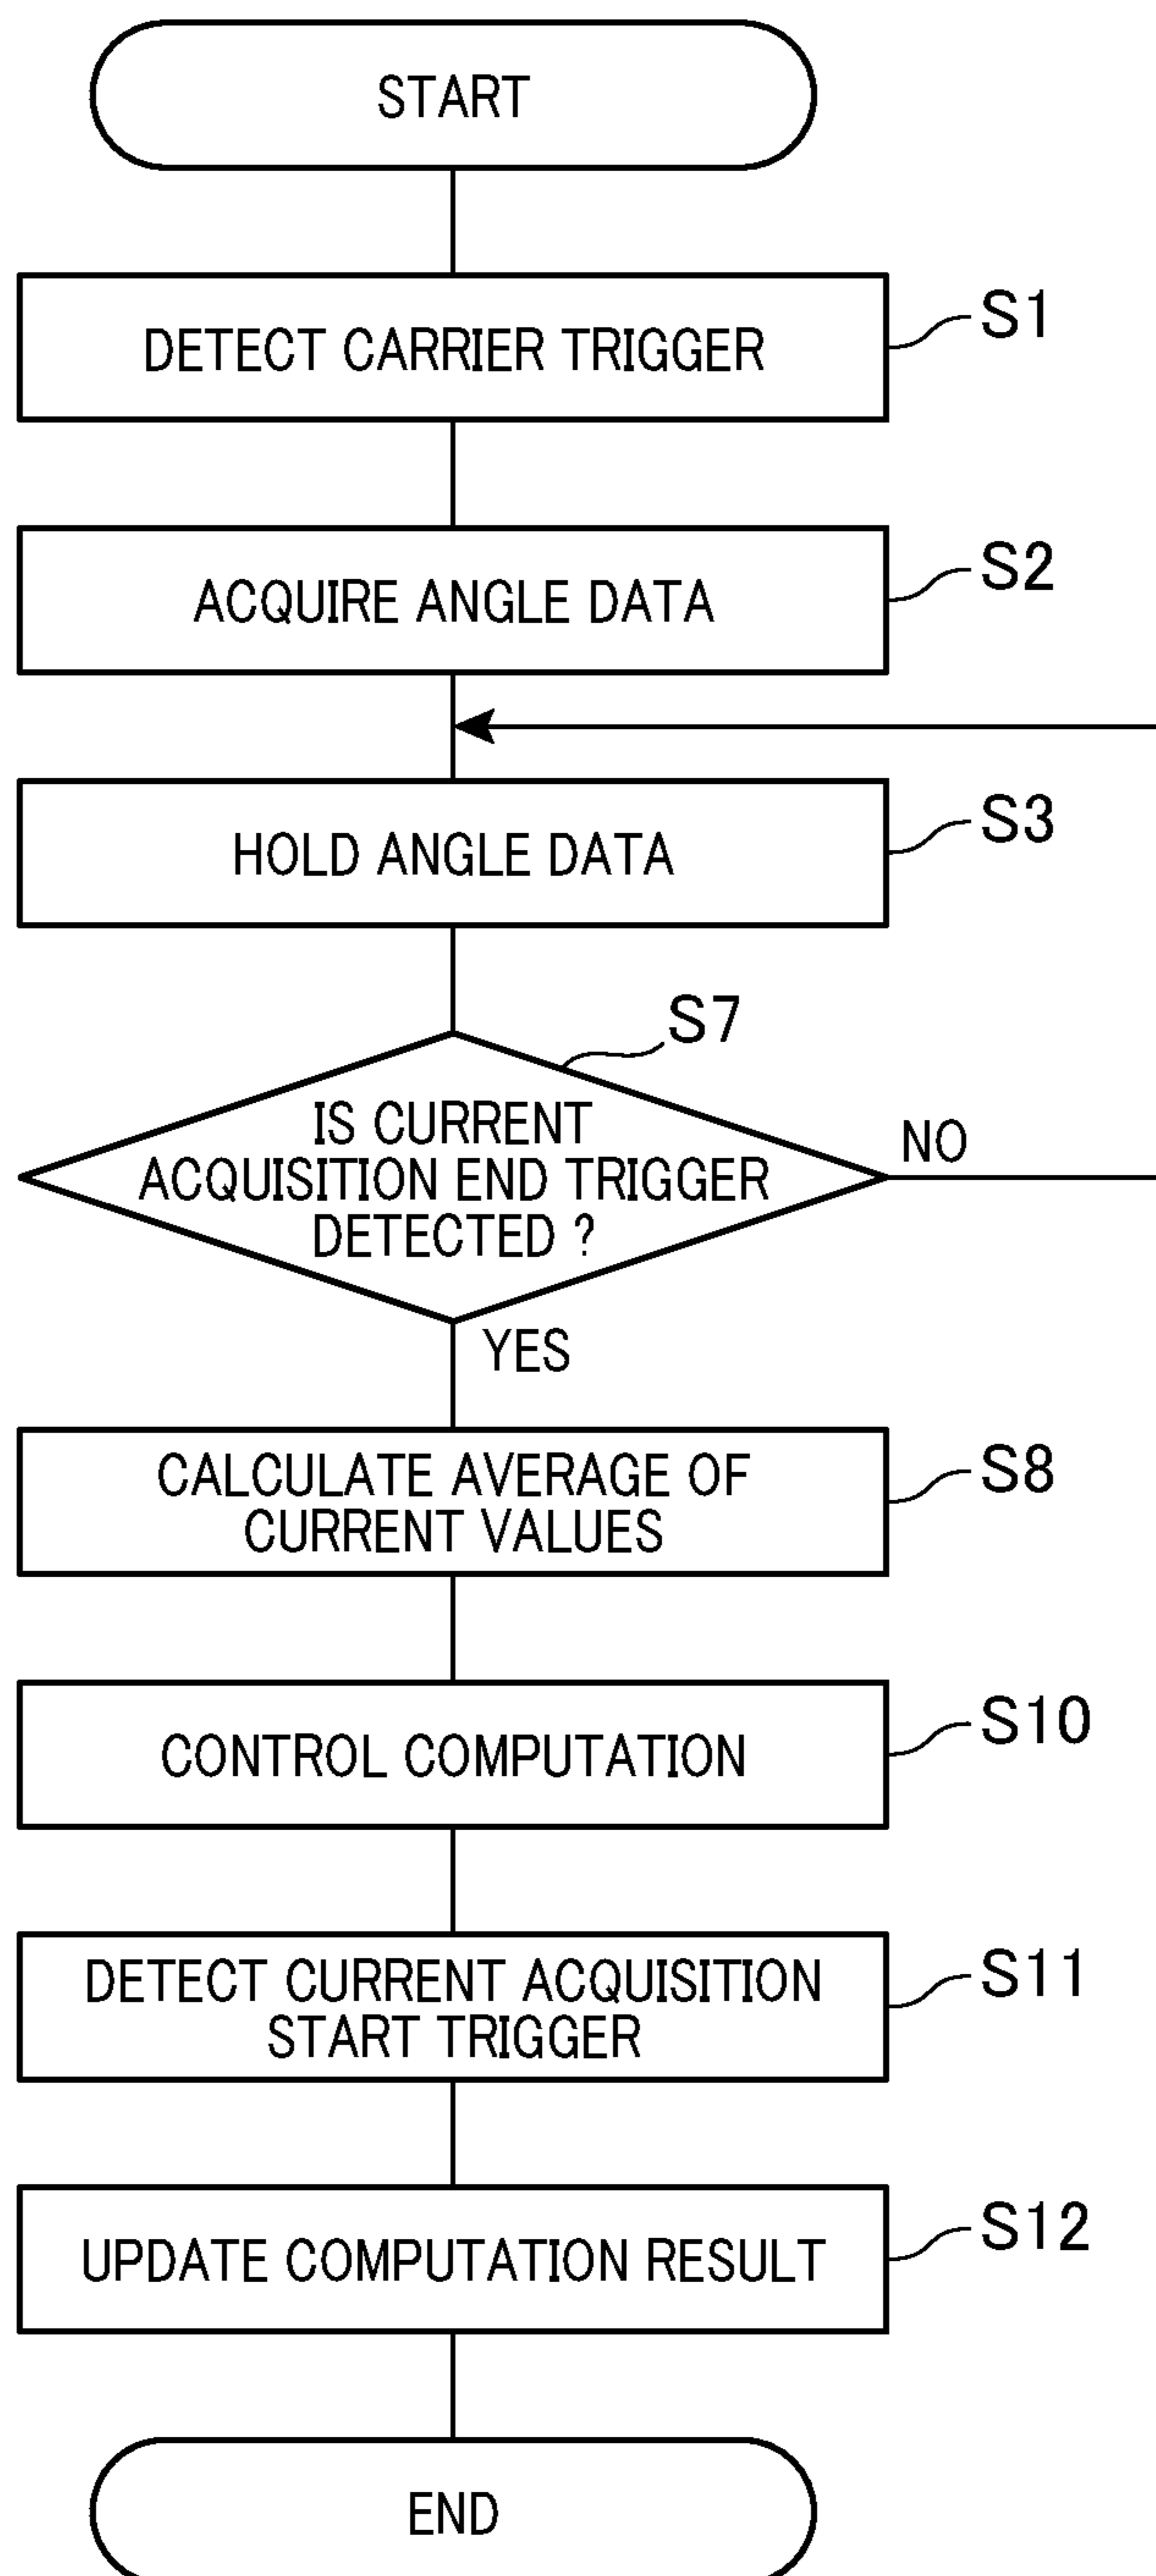 START
DETECT CARRIER TRIGGER
S1
ACQUIRE ANGLE DATA
S2
HOLD ANGLE DATA
S3
S7
IS CURRENT
ACQUISITION END TRIGGER
DETECTED ?
NO
YES
CALCULATE AVERAGE OF
CURRENT VALUES
S8
CONTROL COMPUTATION
S10
DETECT CURRENT ACQUISITION
START TRIGGER
S11
UPDATE COMPUTATION RESULT
S12
END